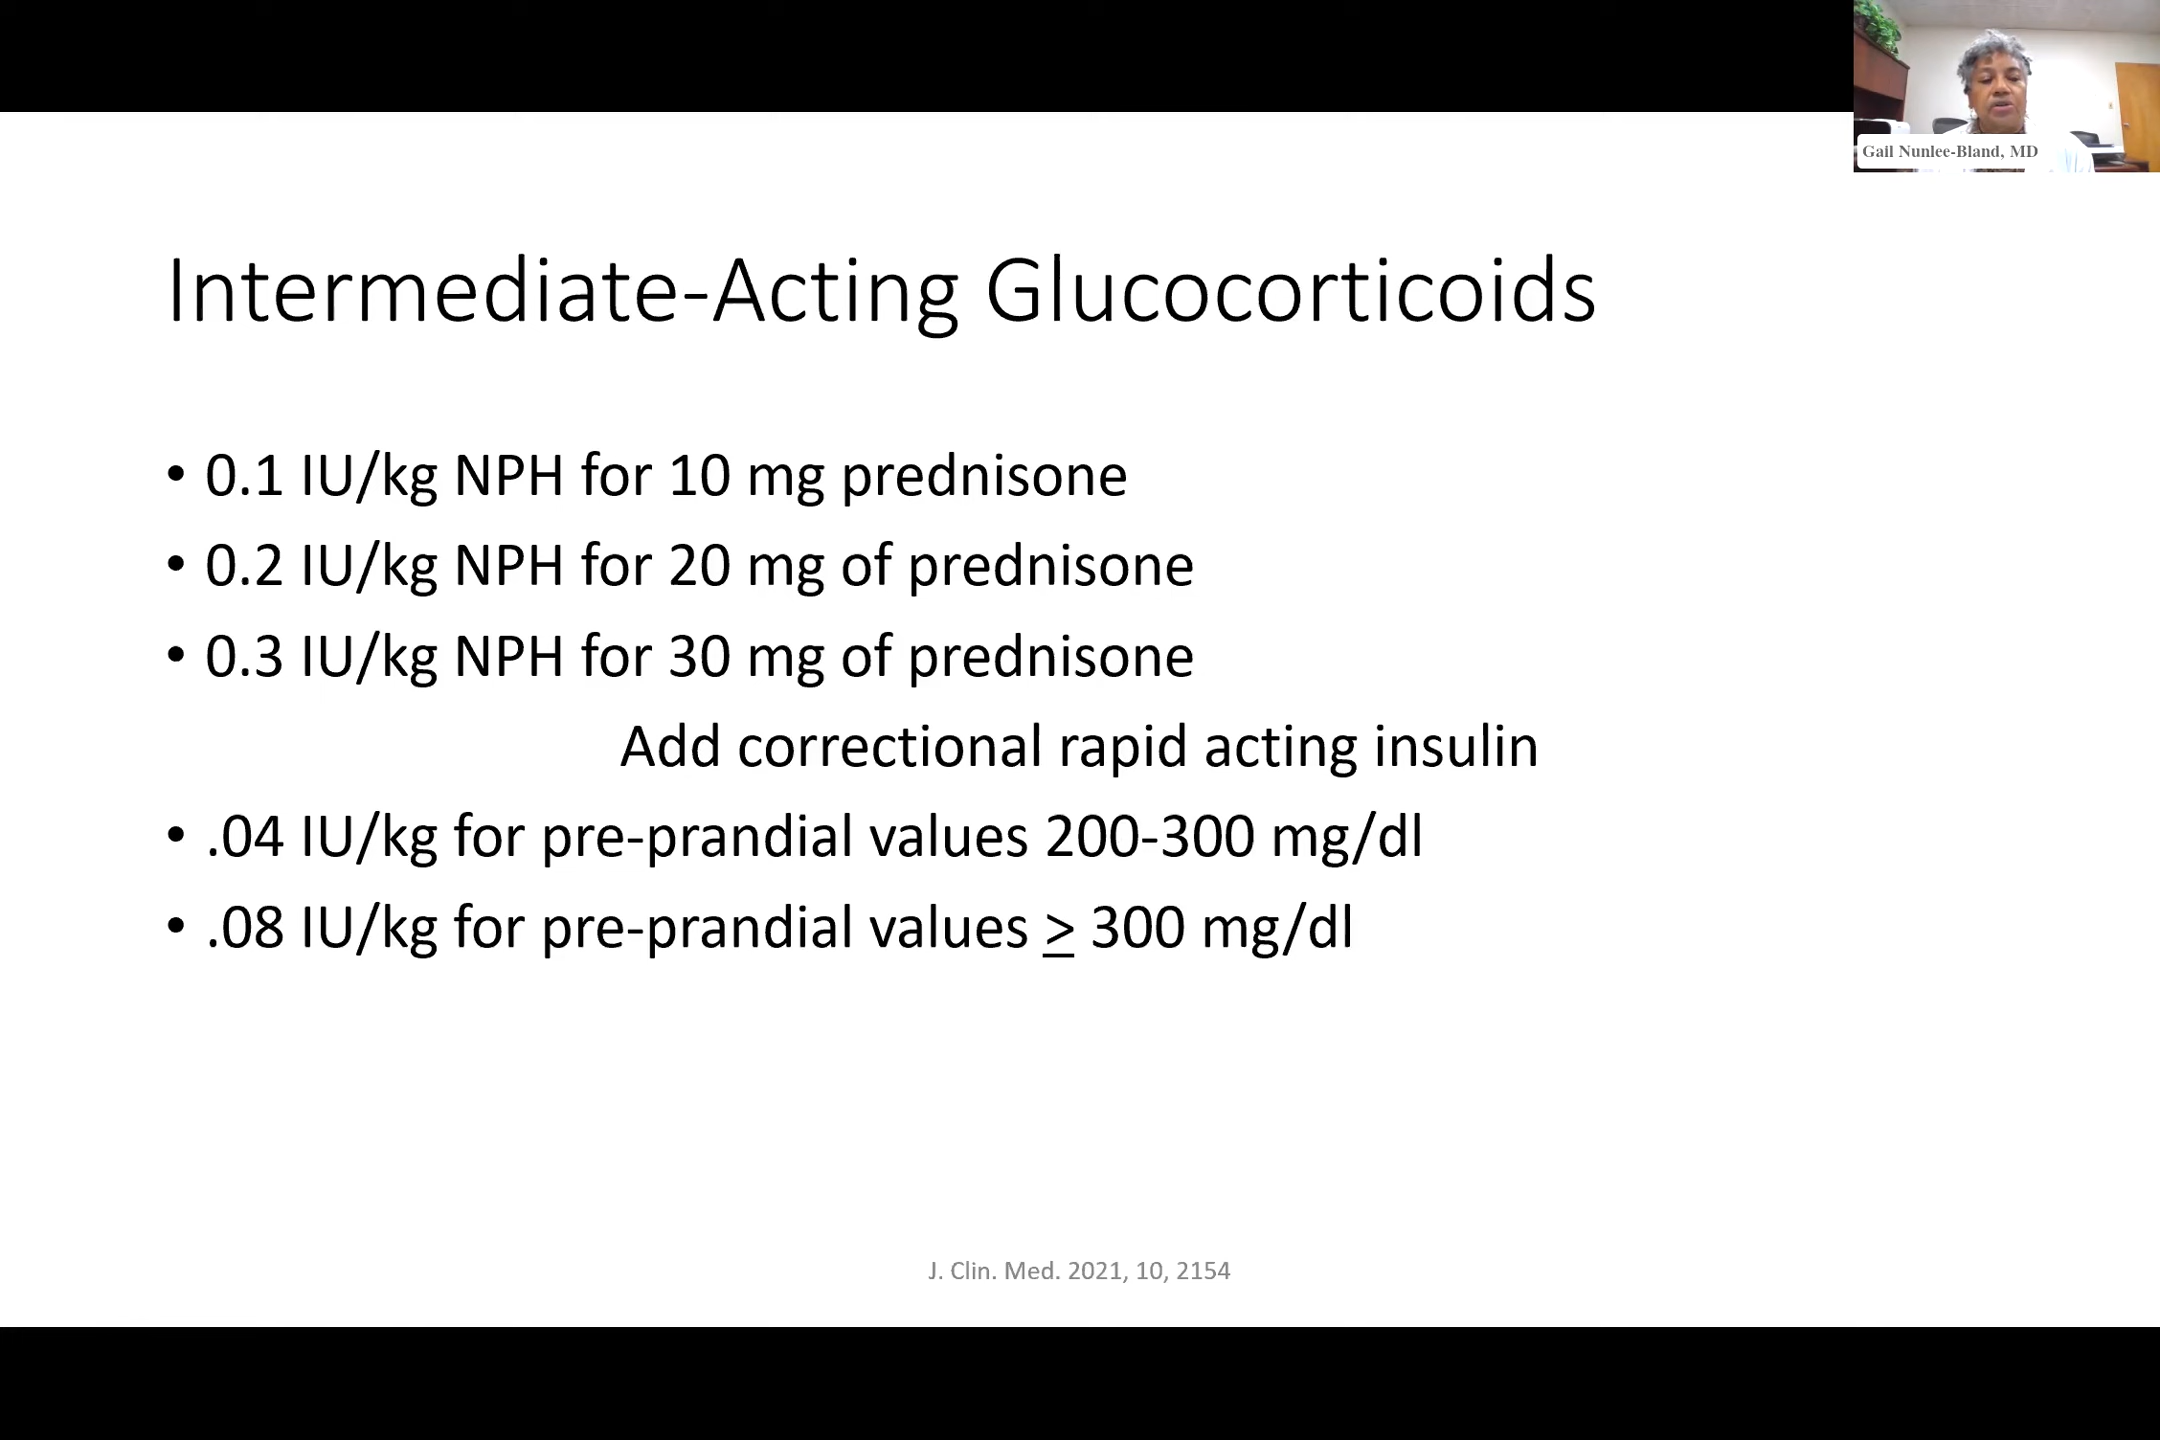 Gail Nunlee-Bland, MD
Intermediate-Acting Glucocorticoids
• 0.1 IU/kg NPH for 10 mg prednisone
• 0.2 IU/kg NPH for 20 mg of prednisone
• 0.3 IU/kg NPH for 30 mg of prednisone
Add correctional rapid acting insulin
• .04 IU/kg for pre-prandial values 200-300 mg/dl
• .08 IU/kg for pre-prandial values ≥ 300 mg/dl
J. Clin. Med. 2021, 10, 2154